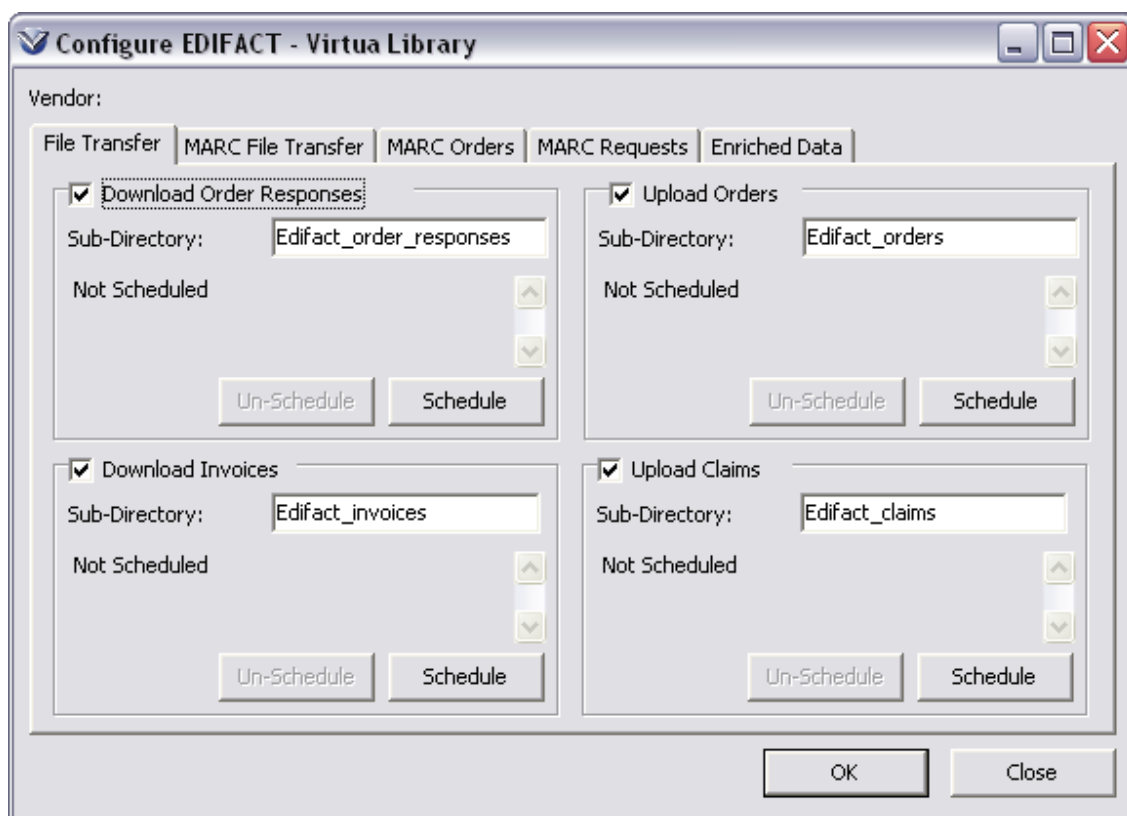 Configure EDIFACT - Virtua Library
Vendor:
File Transfer MARC File Transfer MARC Orders MARC Requests Enriched Data
Download Order Responses
Sub-Directory: Edifact_order_responses
Not Scheduled
Un-Schedule Schedule
Upload Orders
Sub-Directory: Edifact_orders
Not Scheduled
Un-Schedule Schedule
Download Invoices
Sub-Directory: Edifact_invoices
Not Scheduled
Un-Schedule Schedule
Upload Claims
Sub-Directory: Edifact_claims
Not Scheduled
Un-Schedule Schedule
OK Close